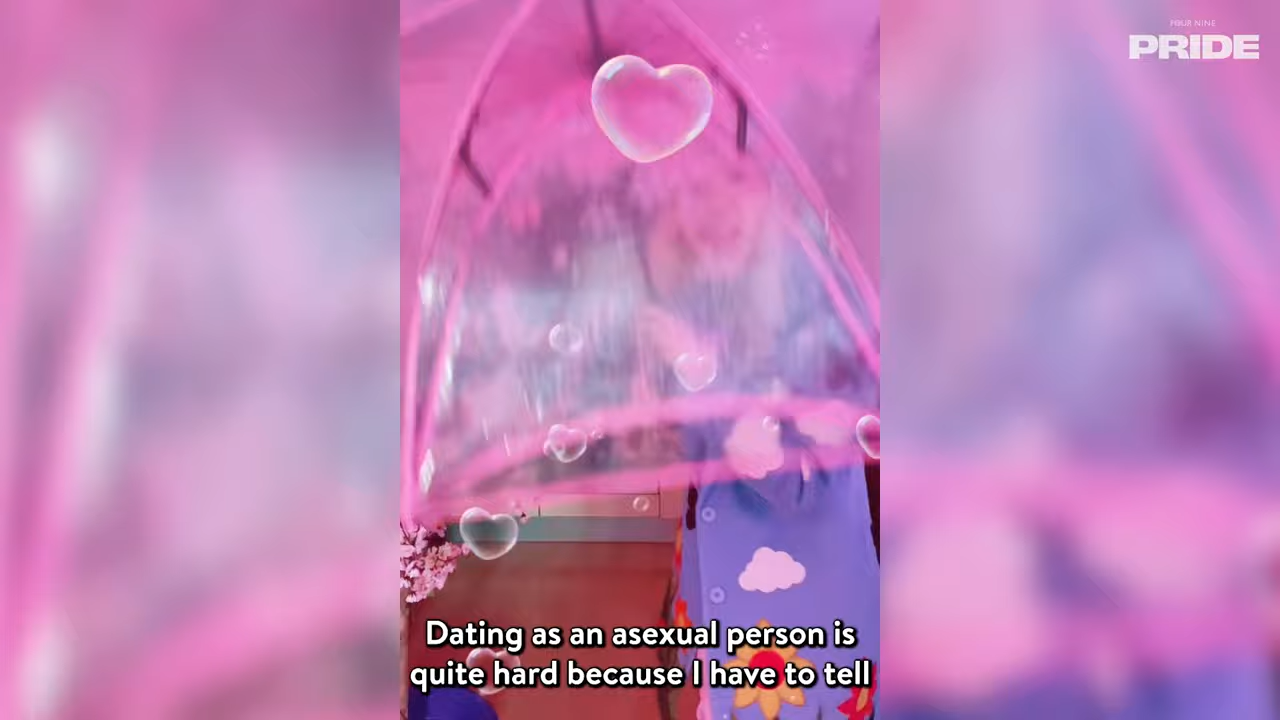 FOUR NINE
PRIDE
Dating as an asexual person is
quite hard because I have to tell